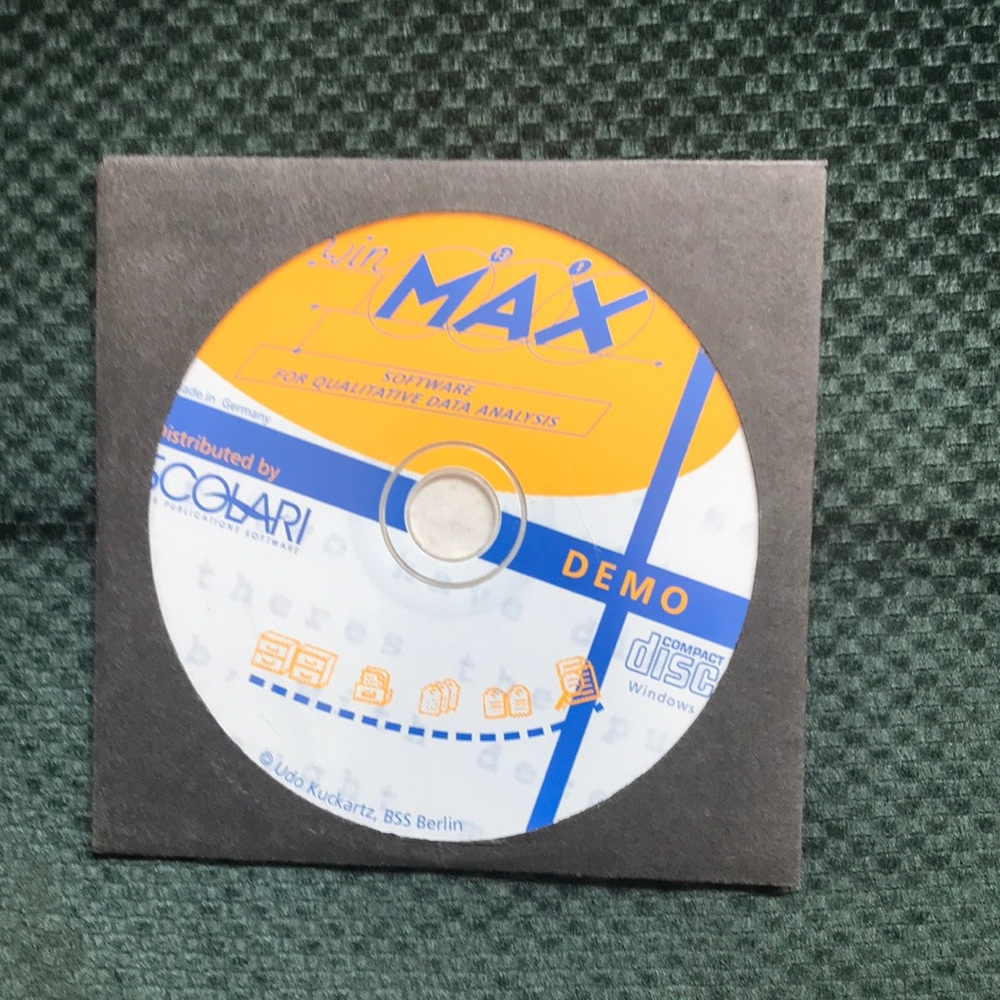 win
MAX
SOFTWARE
FOR QUALITATIVE DATA ANALYSIS
ade in Germany
Distributed by
SCOLARI
PUBLICATIONS SOFTWARE
DEMO
COMPACT
disc
Windows
© Udo Kuckartz, BSS Berlin